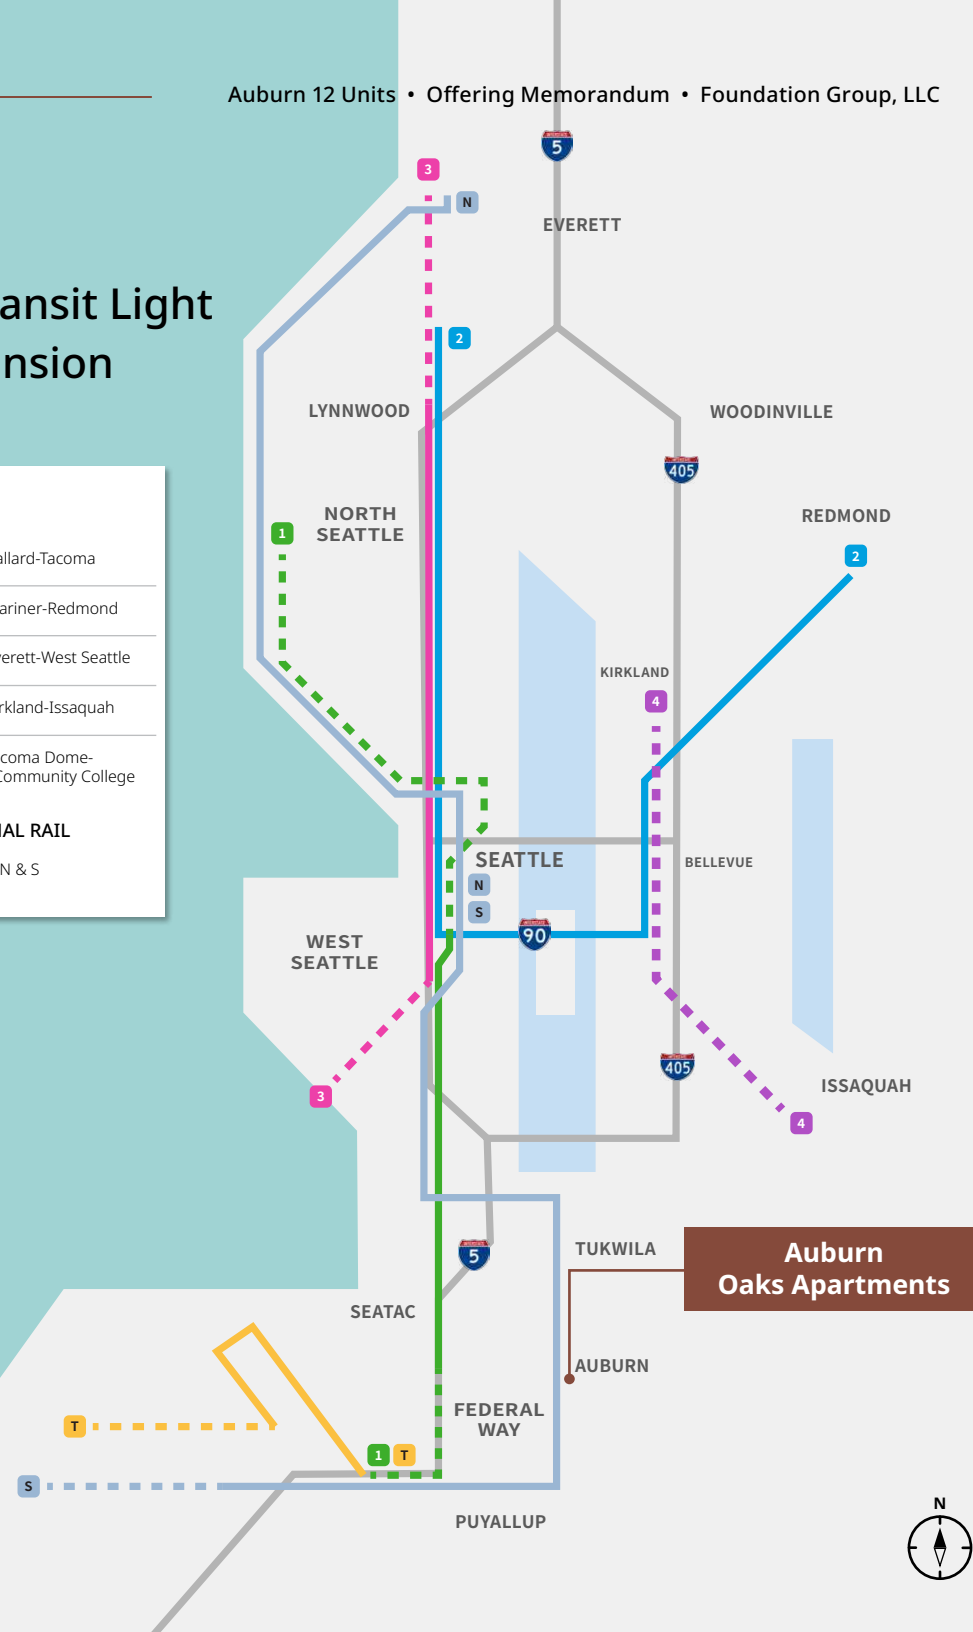 Auburn 12 Units • Offering Memorandum • Foundation Group, LLC
5
3
N
EVERETT
ansit Light
nsion
2
LYNNWOOD
WOODINVILLE
405
NORTH
SEATTLE
REDMOND
1
2
allard-Tacoma
ariner-Redmond
verett-West Seattle
rkland-Issaquah
coma Dome-
Community College
AL RAIL
N & S
KIRKLAND
4
SEATTLE
BELLEVUE
N
S
90
WEST
SEATTLE
405
3
ISSAQUAH
4
TUKWILA
Auburn
Oaks Apartments
5
SEATAC
AUBURN
FEDERAL
WAY
T
1
T
S
PUYALLUP
N